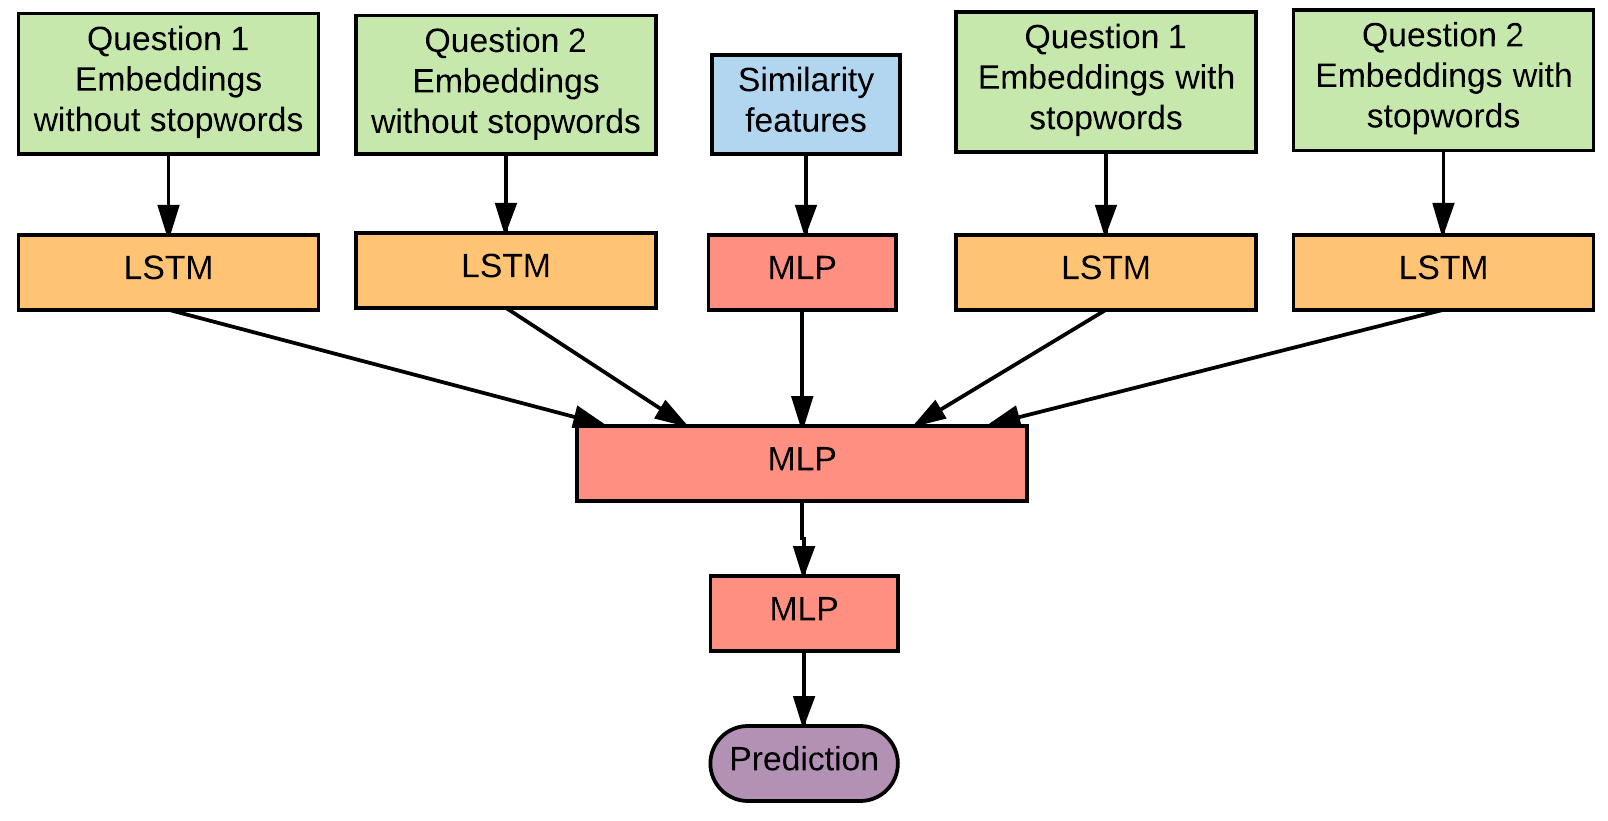 Question 1
Embeddings
without stopwords
Question 2
Embeddings
without stopwords
Similarity
features
Question 1
Embeddings with
stopwords
Question 2
Embeddings with
stopwords
LSTM
LSTM
MLP
LSTM
LSTM
MLP
MLP
Prediction